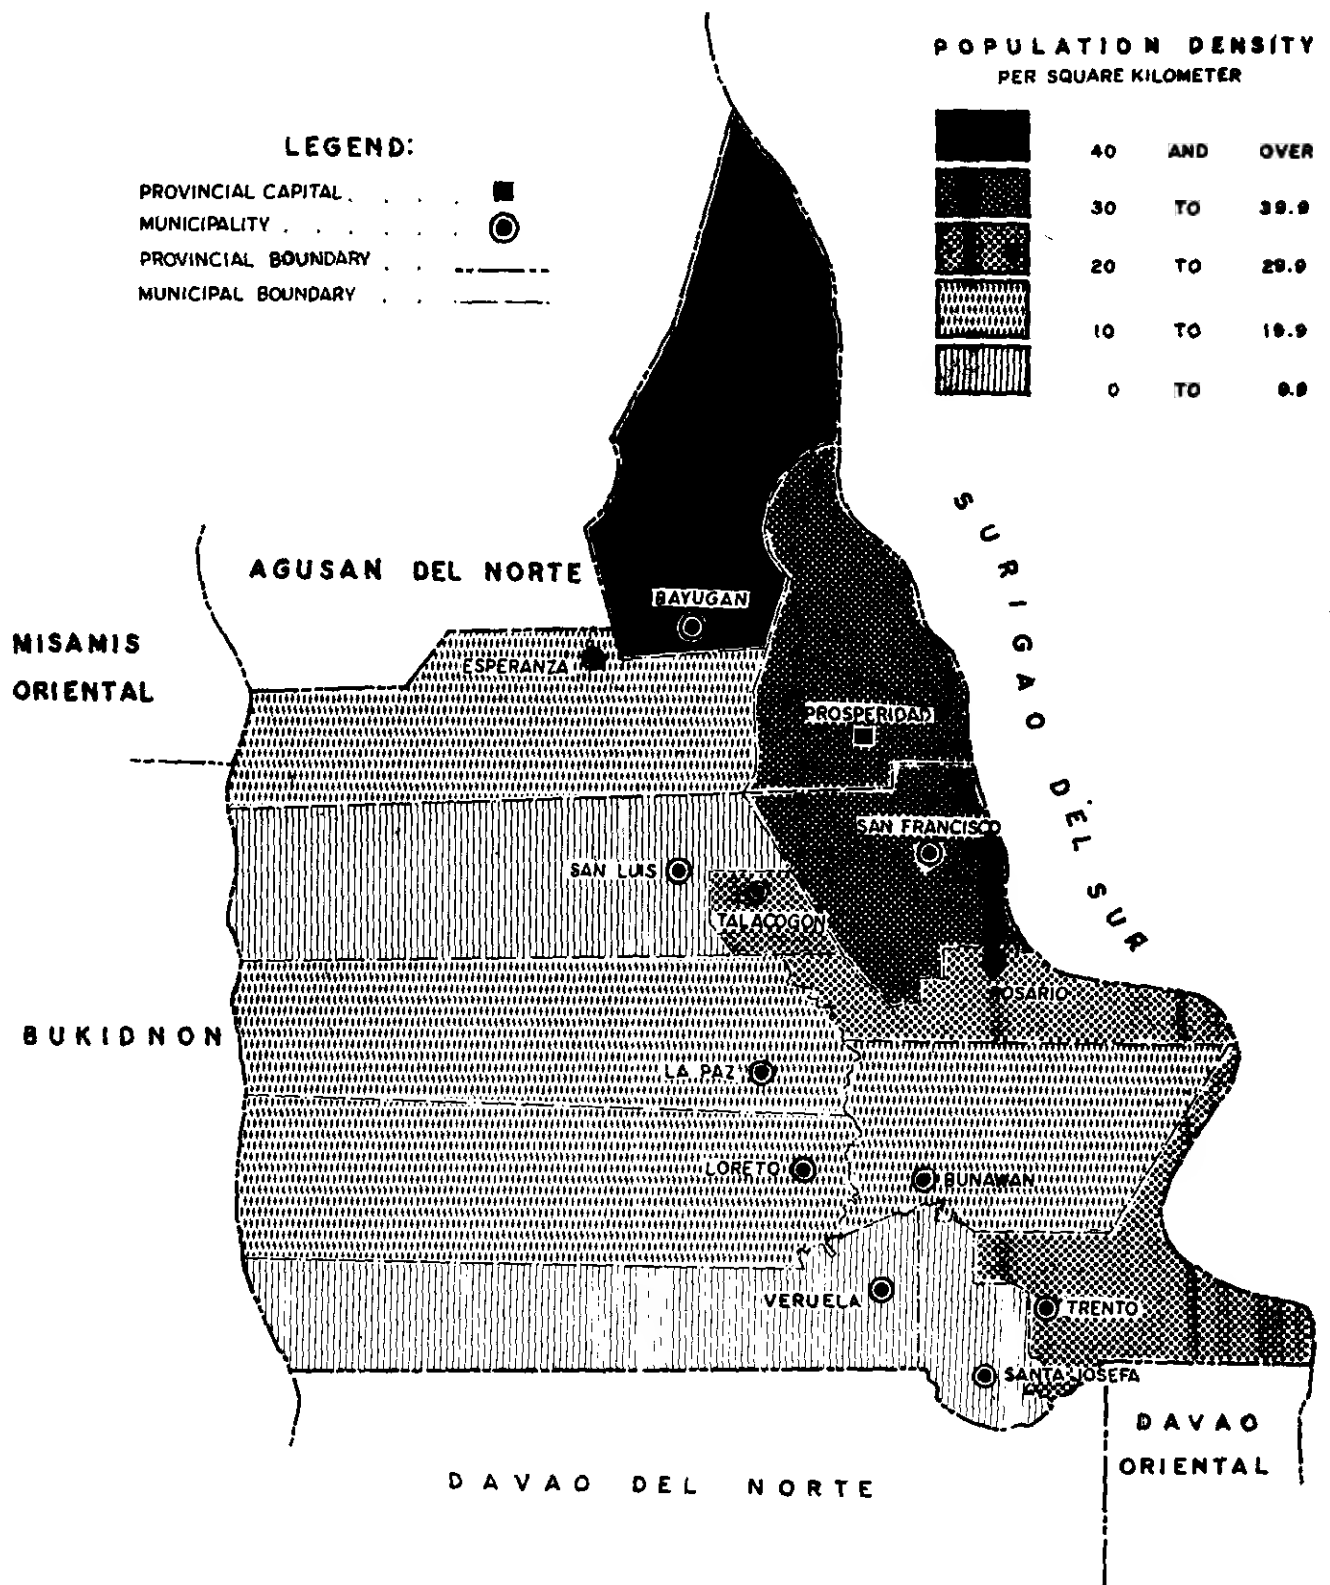 POPULATION DENSITY
PER SQUARE KILOMETER
40 AND OVER
30 TO 39.9
20 TO 29.9
10 TO 19.9
0 TO 9.9
LEGEND:
PROVINCIAL CAPITAL . . . .
MUNICIPALITY . . . . . .
PROVINCIAL BOUNDARY . .
MUNICIPAL BOUNDARY . .
SURIGAO DEL SUR
AGUSAN DEL NORTE
BAYUGAN
MISAMIS
ORIENTAL
ESPERANZA
PROSPERIDAD
SAN FRANCISCO
SAN LUIS
TALACOGON
ROSARIO
BUKIDNON
LA PAZ
LORETO
BUNAWAN
VERUELA
TRENTO
SANTA JOSEFA
DAVAO
ORIENTAL
DAVAO DEL NORTE